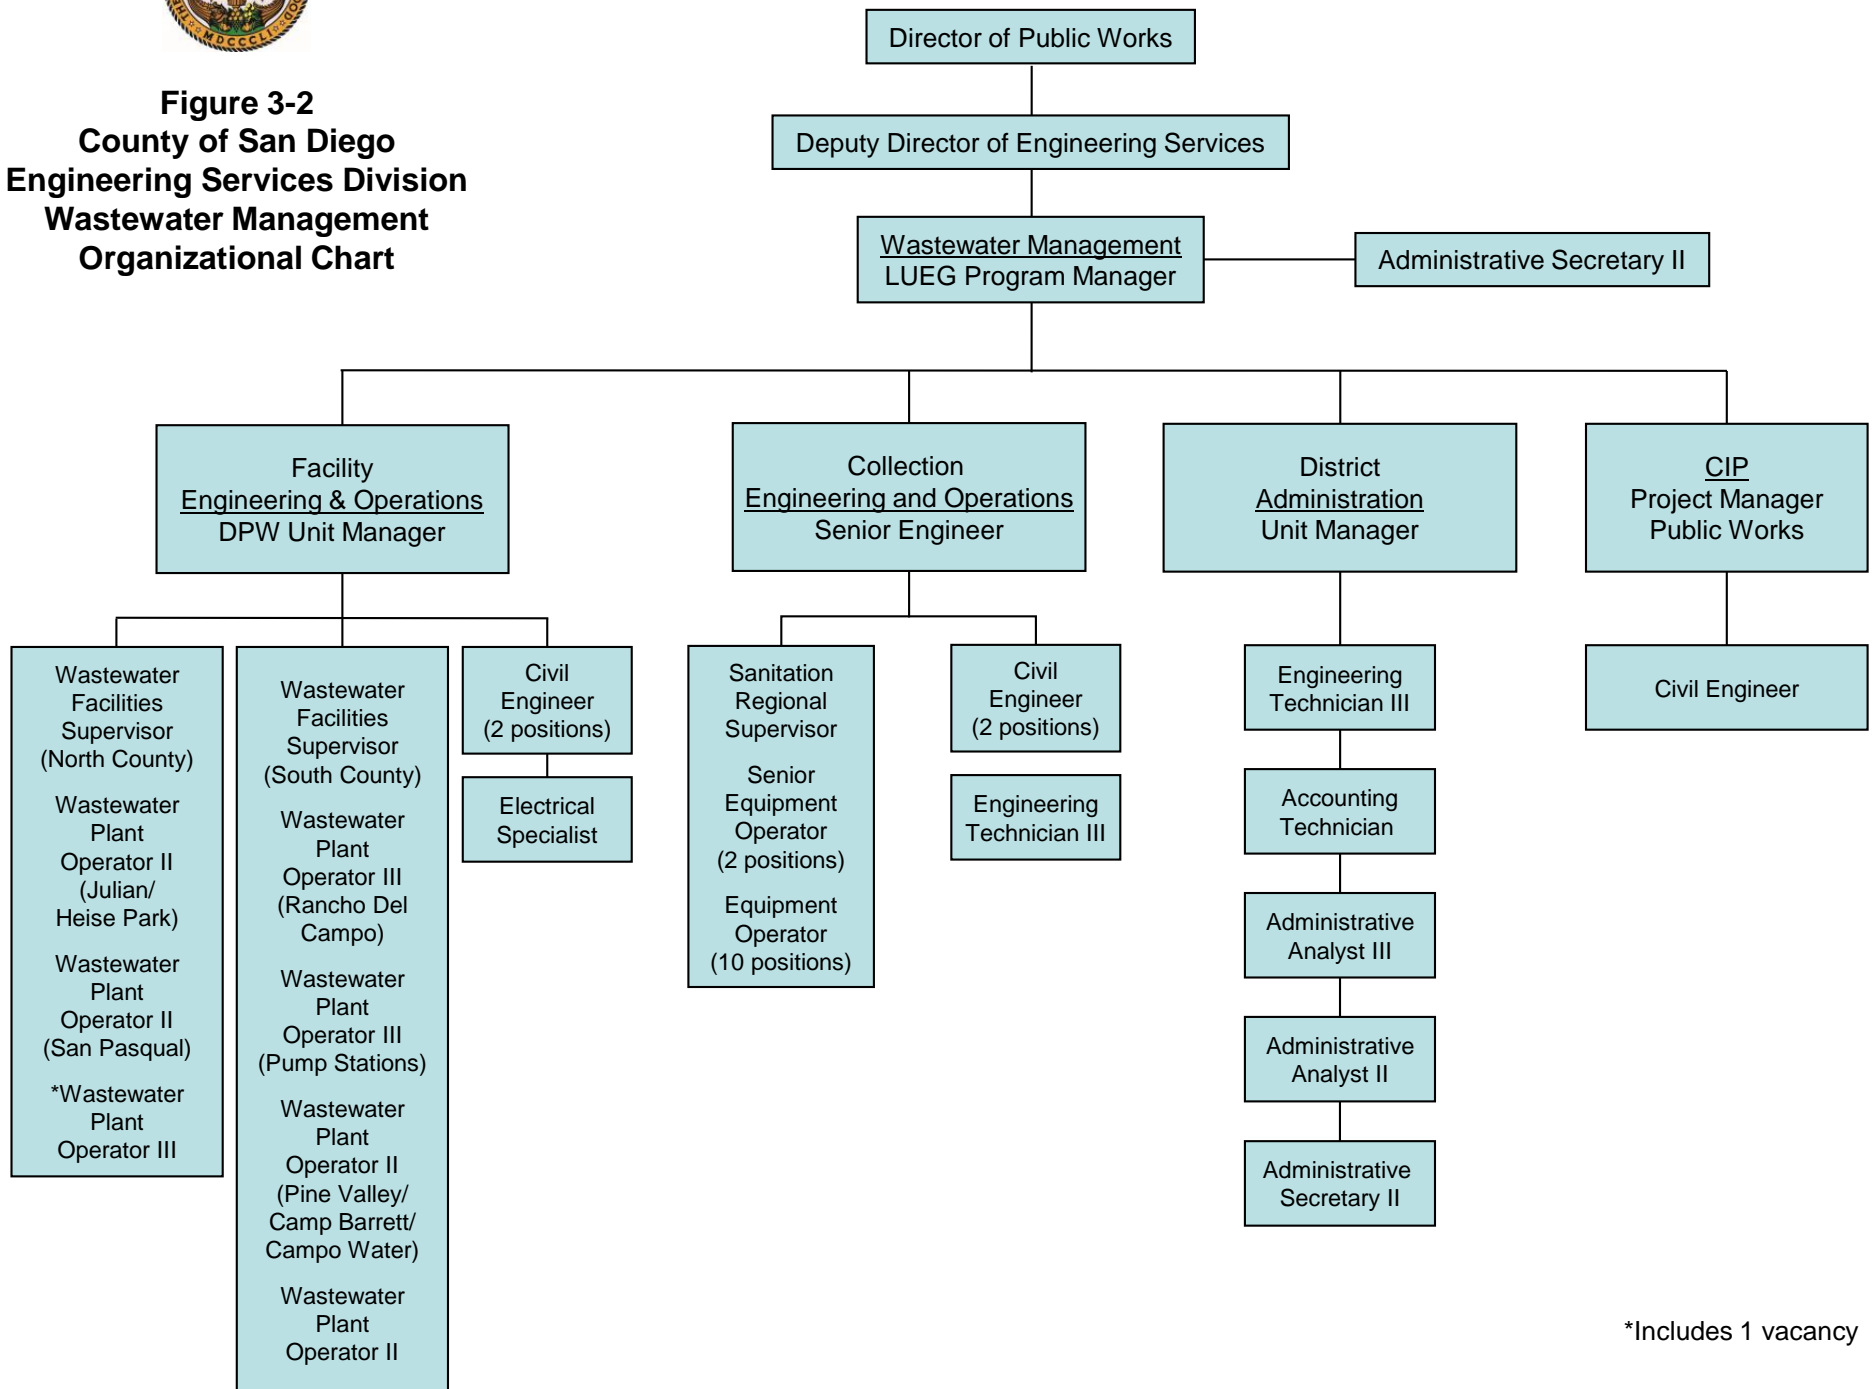 THE
OOD
MDCCCLI
Figure 3-2
County of San Diego
Engineering Services Division
Wastewater Management
Organizational Chart
Director of Public Works
Deputy Director of Engineering Services
Wastewater Management
LUEG Program Manager
Administrative Secretary II
Facility
Engineering & Operations
DPW Unit Manager
Collection
Engineering and Operations
Senior Engineer
District
Administration
Unit Manager
CIP
Project Manager
Public Works
Wastewater
Facilities
Supervisor
(North County)
Wastewater
Plant
Operator II
(Julian/
Heise Park)
Wastewater
Plant
Operator II
(San Pasqual)
*Wastewater
Plant
Operator III
Wastewater
Facilities
Supervisor
(South County)
Wastewater
Plant
Operator III
(Rancho Del
Campo)
Wastewater
Plant
Operator III
(Pump Stations)
Wastewater
Plant
Operator II
(Pine Valley/
Camp Barrett/
Campo Water)
Wastewater
Plant
Operator II
Civil
Engineer
(2 positions)
Electrical
Specialist
Sanitation
Regional
Supervisor
Senior
Equipment
Operator
(2 positions)
Equipment
Operator
(10 positions)
Civil
Engineer
(2 positions)
Engineering
Technician III
Engineering
Technician III
Accounting
Technician
Administrative
Analyst III
Administrative
Analyst II
Administrative
Secretary II
Civil Engineer
*Includes 1 vacancy